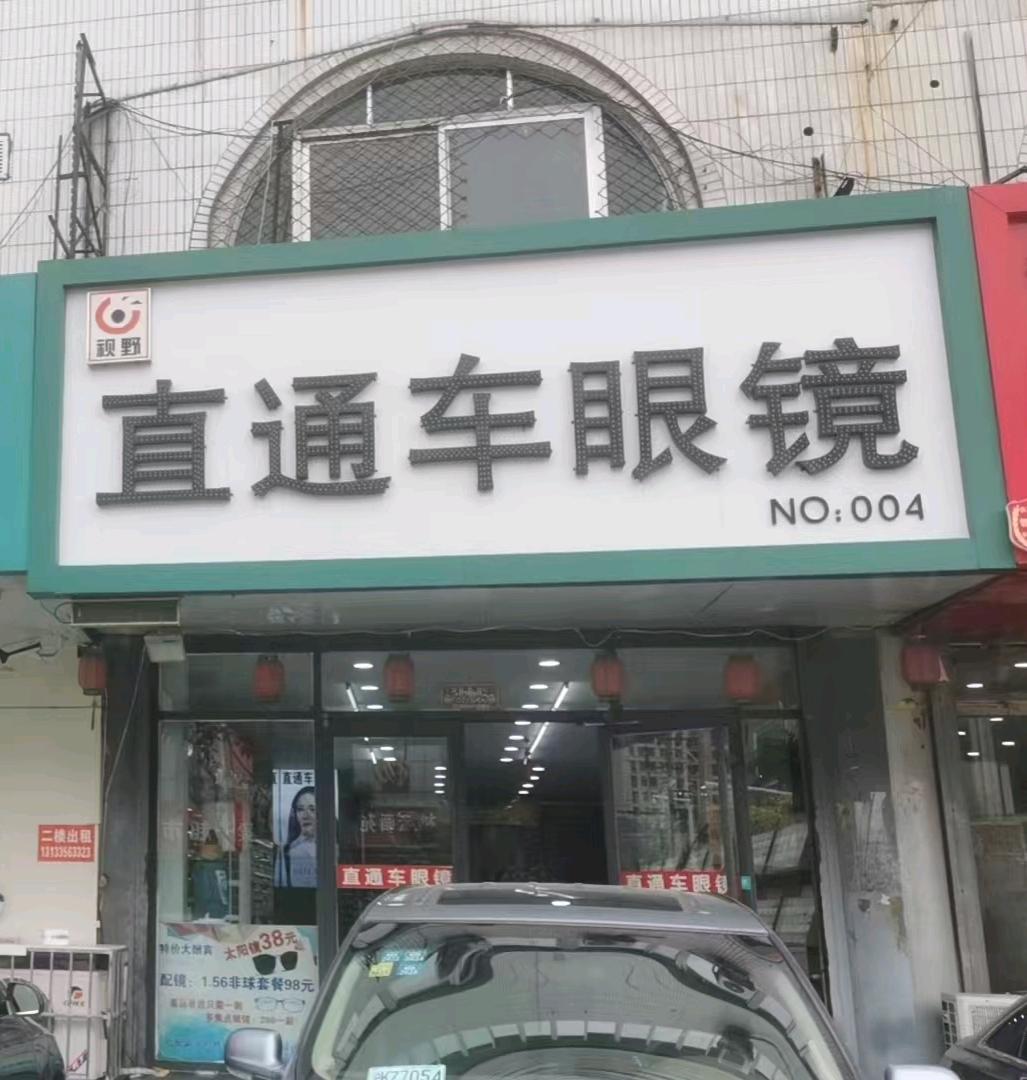 视野
直通车眼镜
NO:004
直通车
二楼出租
13133563323
直通车眼镜
直通车眼镜
特价大酬宾
太阳镜38元
配镜：1.56非球套餐98元
K77054